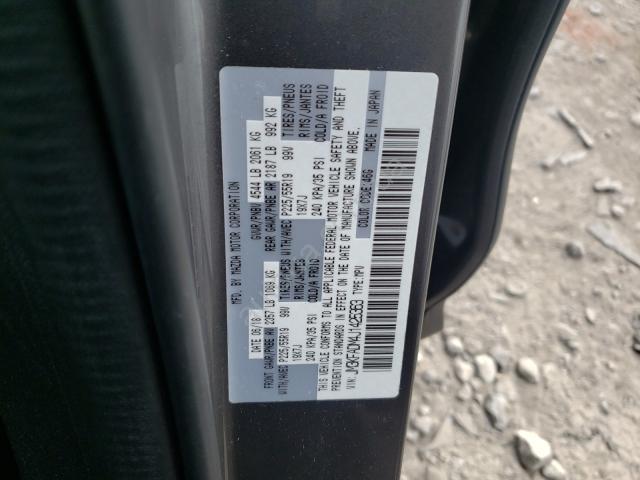 MFD. BY MAZDA MOTOR CORPORATION
DATE 06/18 GVWR/PNBV 4544 LB 2061 KG
FRONT GAWR/PNBE AV 2357 LB 1069 KG REAR GAWR/PNBE AR 2187 LB 992 KG
WITH/AVEC P225/55R19 99V TIRES/PNEUS WITH/AVEC P225/55R19 99V TIRES/PNEUS
19X7J RIMS/JANTES 19X7J RIMS/JANTES
240 KPA/35 PSI COLD/A FROID 240 KPA/35 PSI COLD/A FROID
THIS VEHICLE CONFORMS TO ALL APPLICABLE FEDERAL MOTOR VEHICLE SAFETY AND THEFT
PREVENTION STANDARDS IN EFFECT ON THE DATE OF MANUFACTURE SHOWN ABOVE.
VIN: JM3KFADM4J1425363 TYPE: MPV COLOR CODE: 46G MADE IN JAPAN